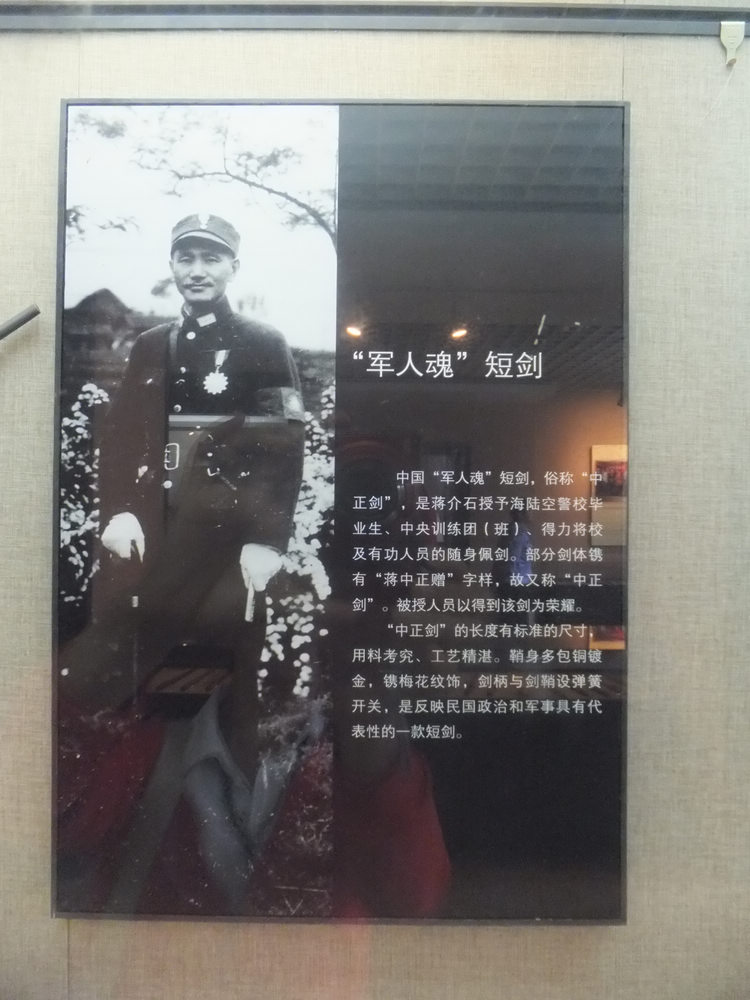 “军人魂”短剑
中国“军人魂”短剑，俗称“中
正剑”，是蒋介石授予海陆空警校毕
业生、中央训练团（班）、得力将校
及有功人员的随身佩剑。部分剑体镌
有“蒋中正赠”字样，故又称“中正
剑”。被授人员以得到该剑为荣耀。
“中正剑”的长度有标准的尺寸，
用料考究、工艺精湛。鞘身多包铜镀
金，镌梅花纹饰，剑柄与剑鞘设弹簧
开关，是反映民国政治和军事具有代
表性的一款短剑。